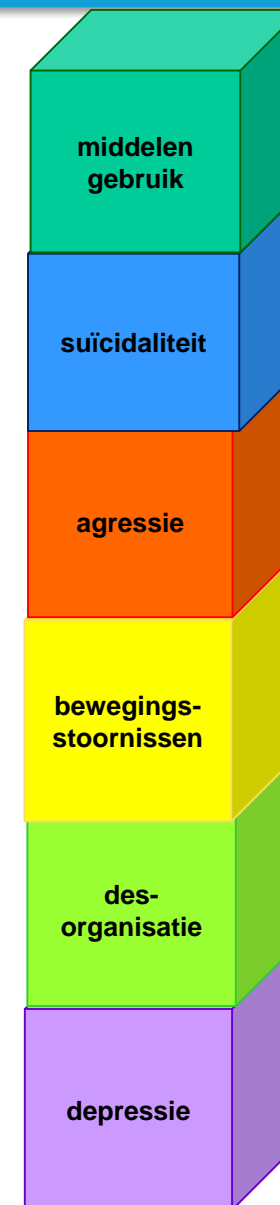 middelen
gebruik
suïcidaliteit
agressie
bewegings-
stoornissen
des-
organisatie
depressie